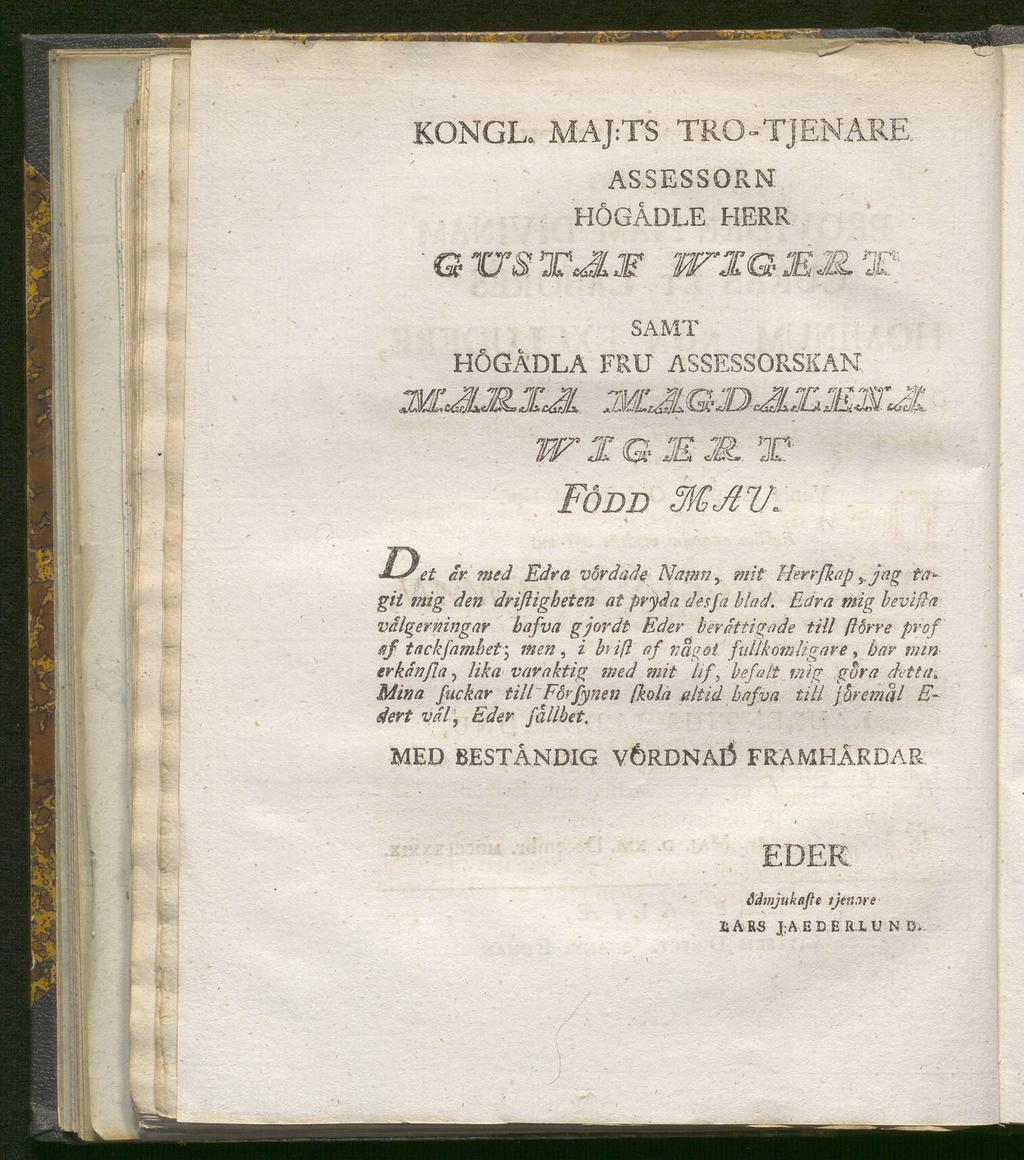 KONGL. MAJ:TS TRO-TJENARE
ASSESSORN
HÖGÅDLE HERR
GUSTAF WIGERT
SAMT
HÖGÅDLA FRU ASSESSORSKAN
MARIA MAGDALENA
WIGERT
FÖDD MAU.
Det är med Edra vördade Namn, mit Herrſkap, jag ta-
git mig den driſtigheten at pryda desſa blad. Edra mig beviſta
välgerningar hafva gjordt Eder berättigade till ſtörre prof
af tackſamhet; men, i briſt af något fullkomligare, har min
erkänſla, lika varaktig med mit lif, befalt mig göra detta.
Mina ſuckar till Förſynen ſkola altid hafva till föremål E-
dert väl, Eder ſällhet.
MED BESTÄNDIG VÖRDNAD FRAMHÄRDAR
EDER
ödmjukaſte tjenare
LARS JAEDERLUND.